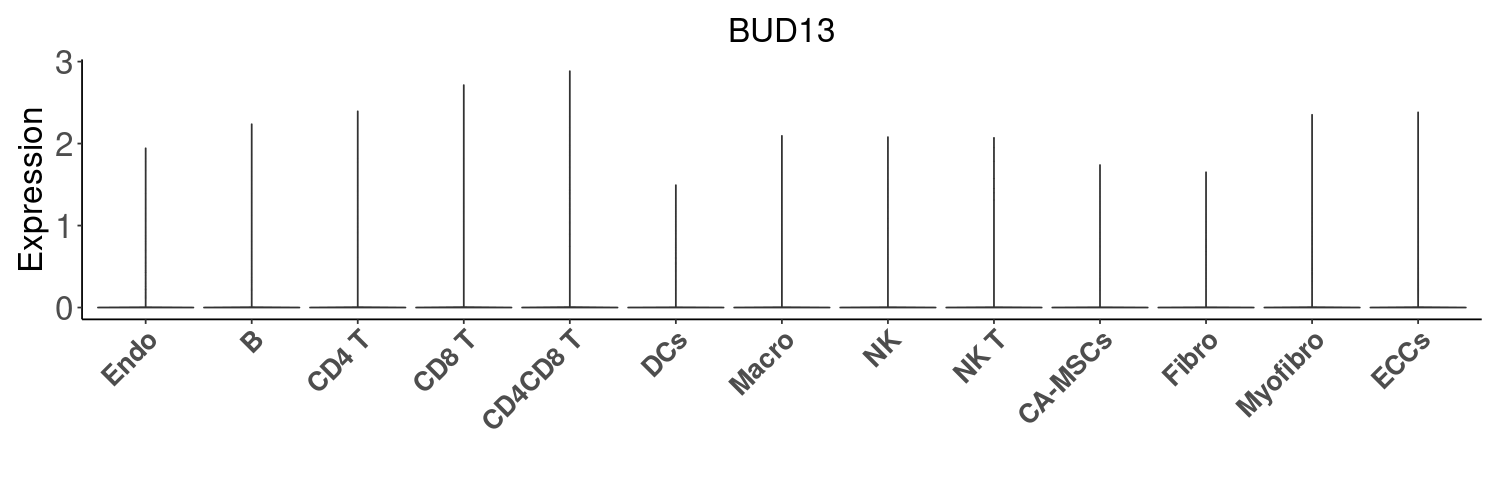 BUD13
Expression
3
2
1
0
Endo
B
CD4 T
CD8 T
CD4CD8 T
DCs
Macro
NK
NK T
CA-MSCs
Fibro
Myofibro
ECCs